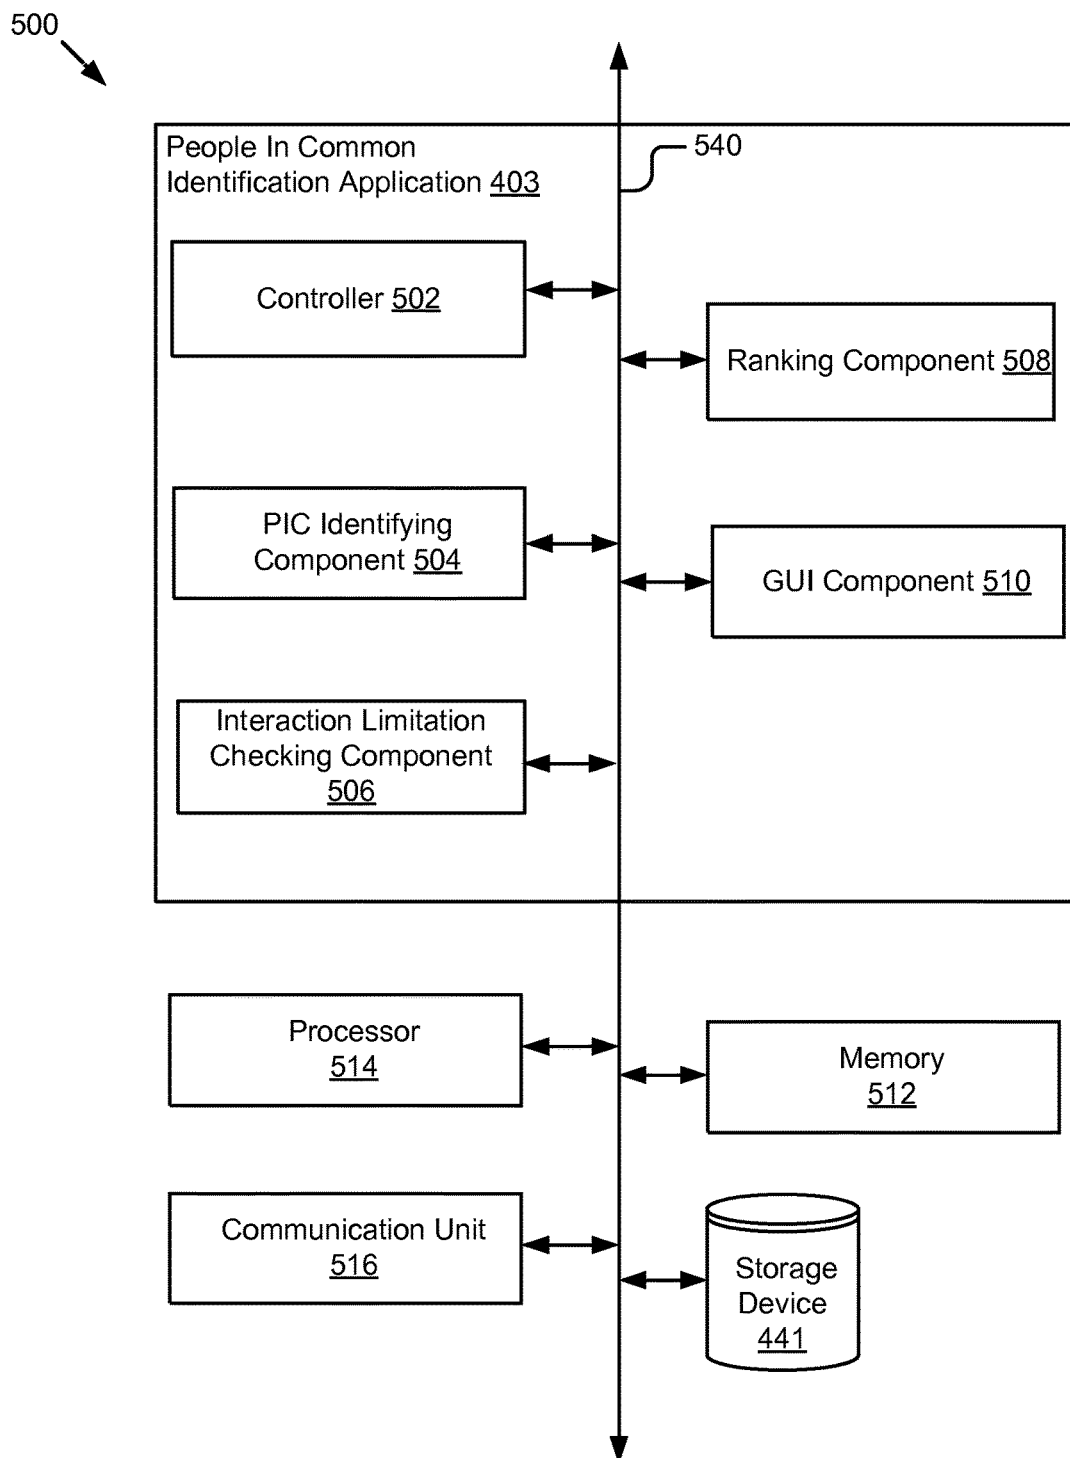 500
People In Common
Identification Application 403
540
Controller 502
Ranking Component 508
PIC Identifying
Component 504
GUI Component 510
Interaction Limitation
Checking Component
506
Processor
514
Memory
512
Communication Unit
516
Storage
Device
441